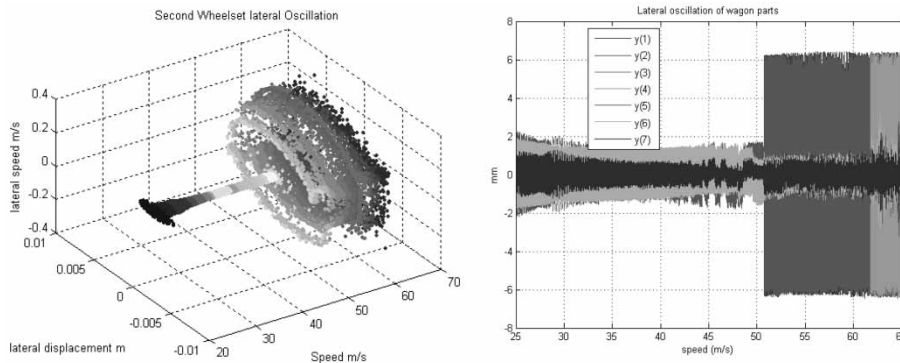 Second Wheelset lateral Oscillation
lateral speed m/s
0.4
0.2
0
-0.2
-0.4
0.01
0.005
0
-0.005
-0.01
lateral displacement m
20
30
40
50
60
70
Speed m/s
Lateral oscillation of wagon parts
mm
8
6
4
2
0
-2
-4
-6
-8
y(1)
y(2)
y(3)
y(4)
y(5)
y(6)
y(7)
25
30
35
40
45
50
55
60
65
speed (m/s)